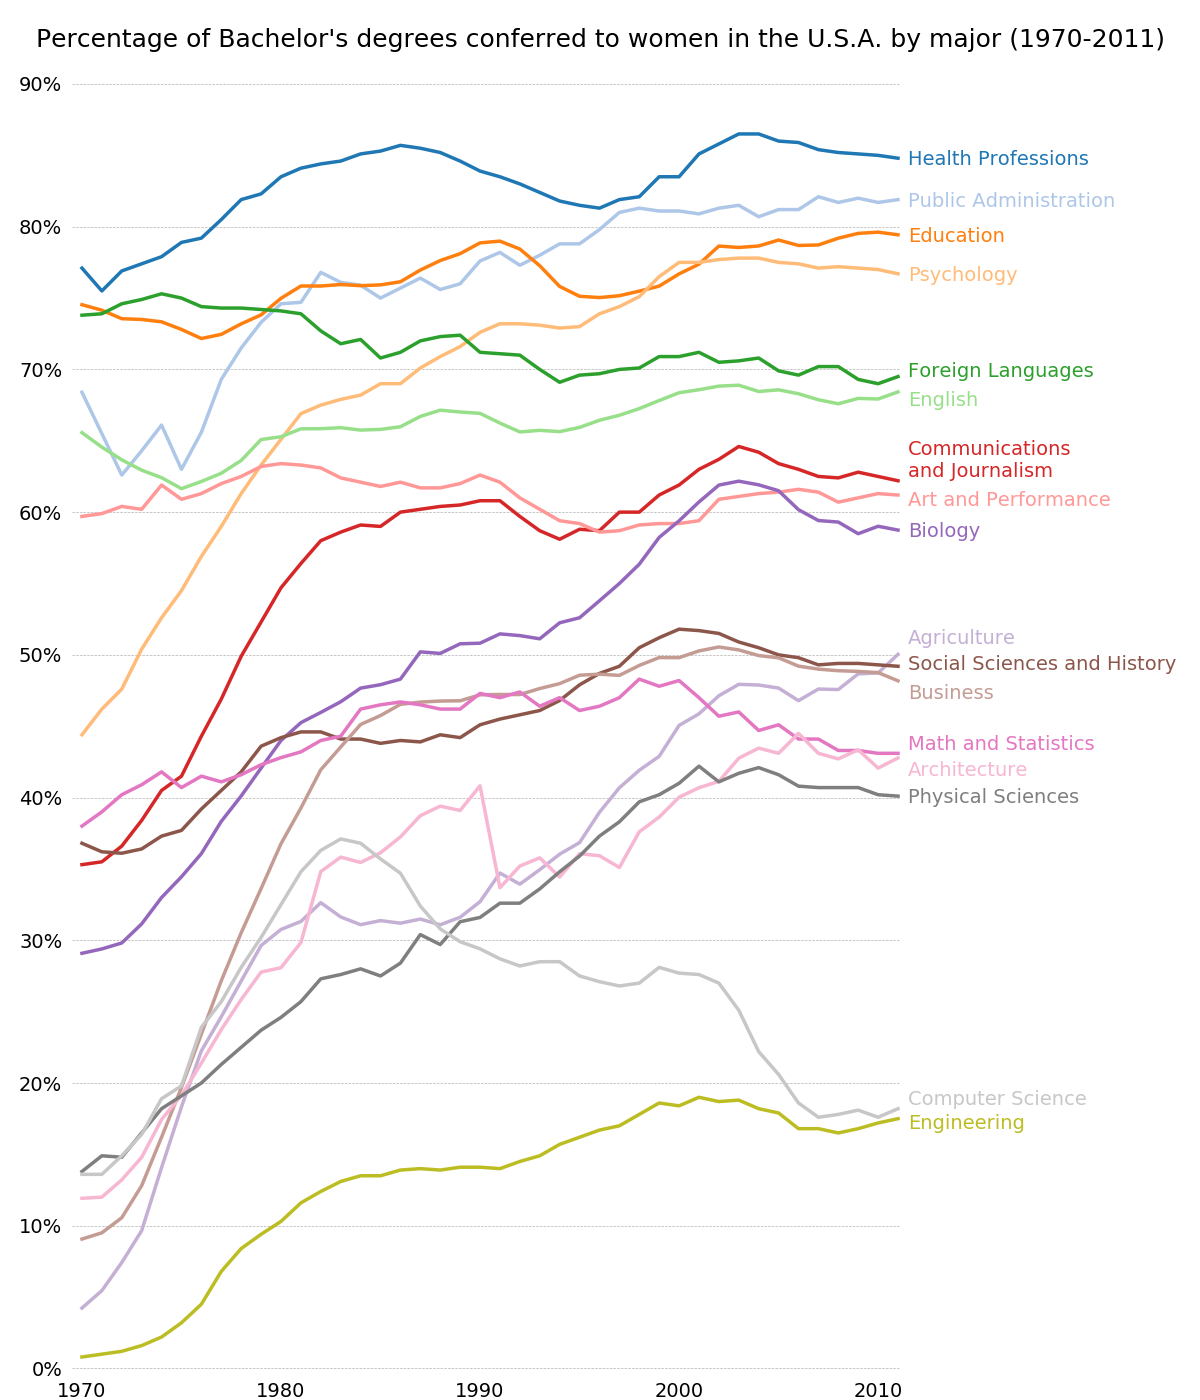 Percentage of Bachelor's degrees conferred to women in the U.S.A. by major (1970-2011)
90%
80%
70%
60%
50%
40%
30%
20%
10%
0%
Health Professions
Public Administration
Education
Psychology
Foreign Languages
English
Communications
and Journalism
Art and Performance
Biology
Agriculture
Social Sciences and History
Business
Math and Statistics
Architecture
Physical Sciences
Computer Science
Engineering
1970 1980 1990 2000 2010